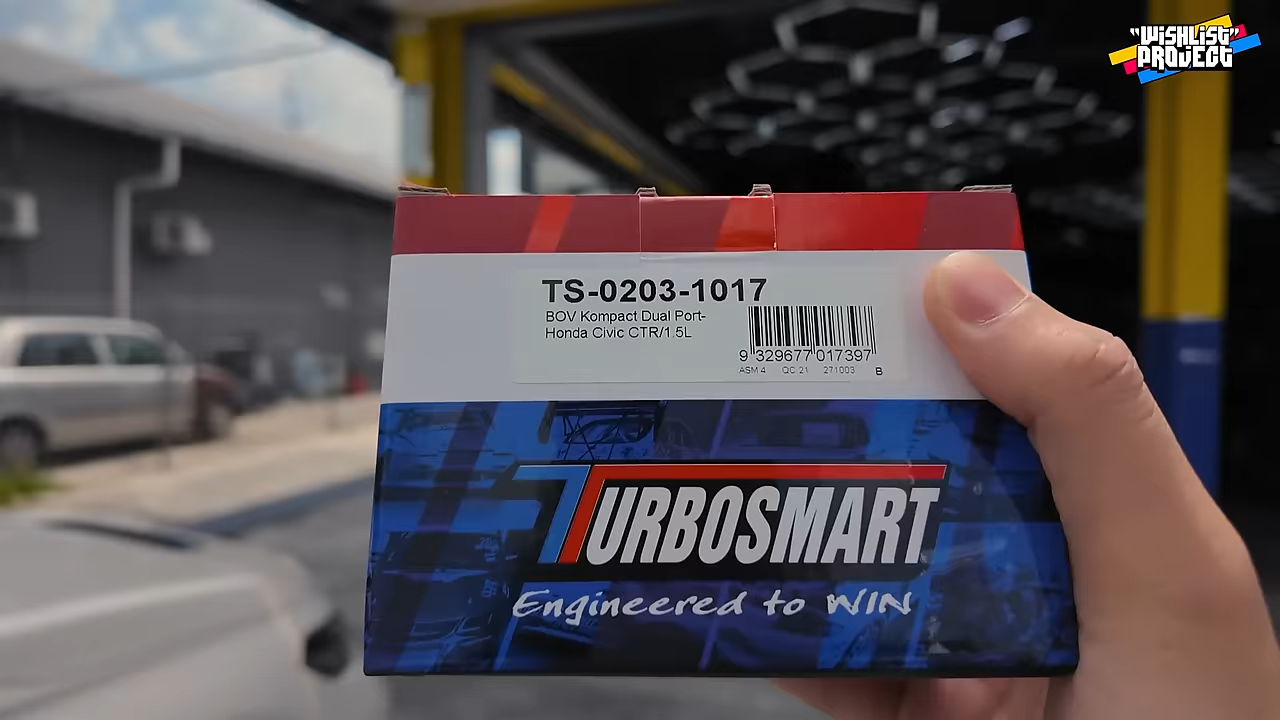 "WiSHLiST"
PROJECT
TS-0203-1017
BOV Kompact Dual Port-
Honda Civic CTR/1.5L
9 329677 017397
ASM 4 QC 21 271003 B
TURBOSMART
Engineered to WIN